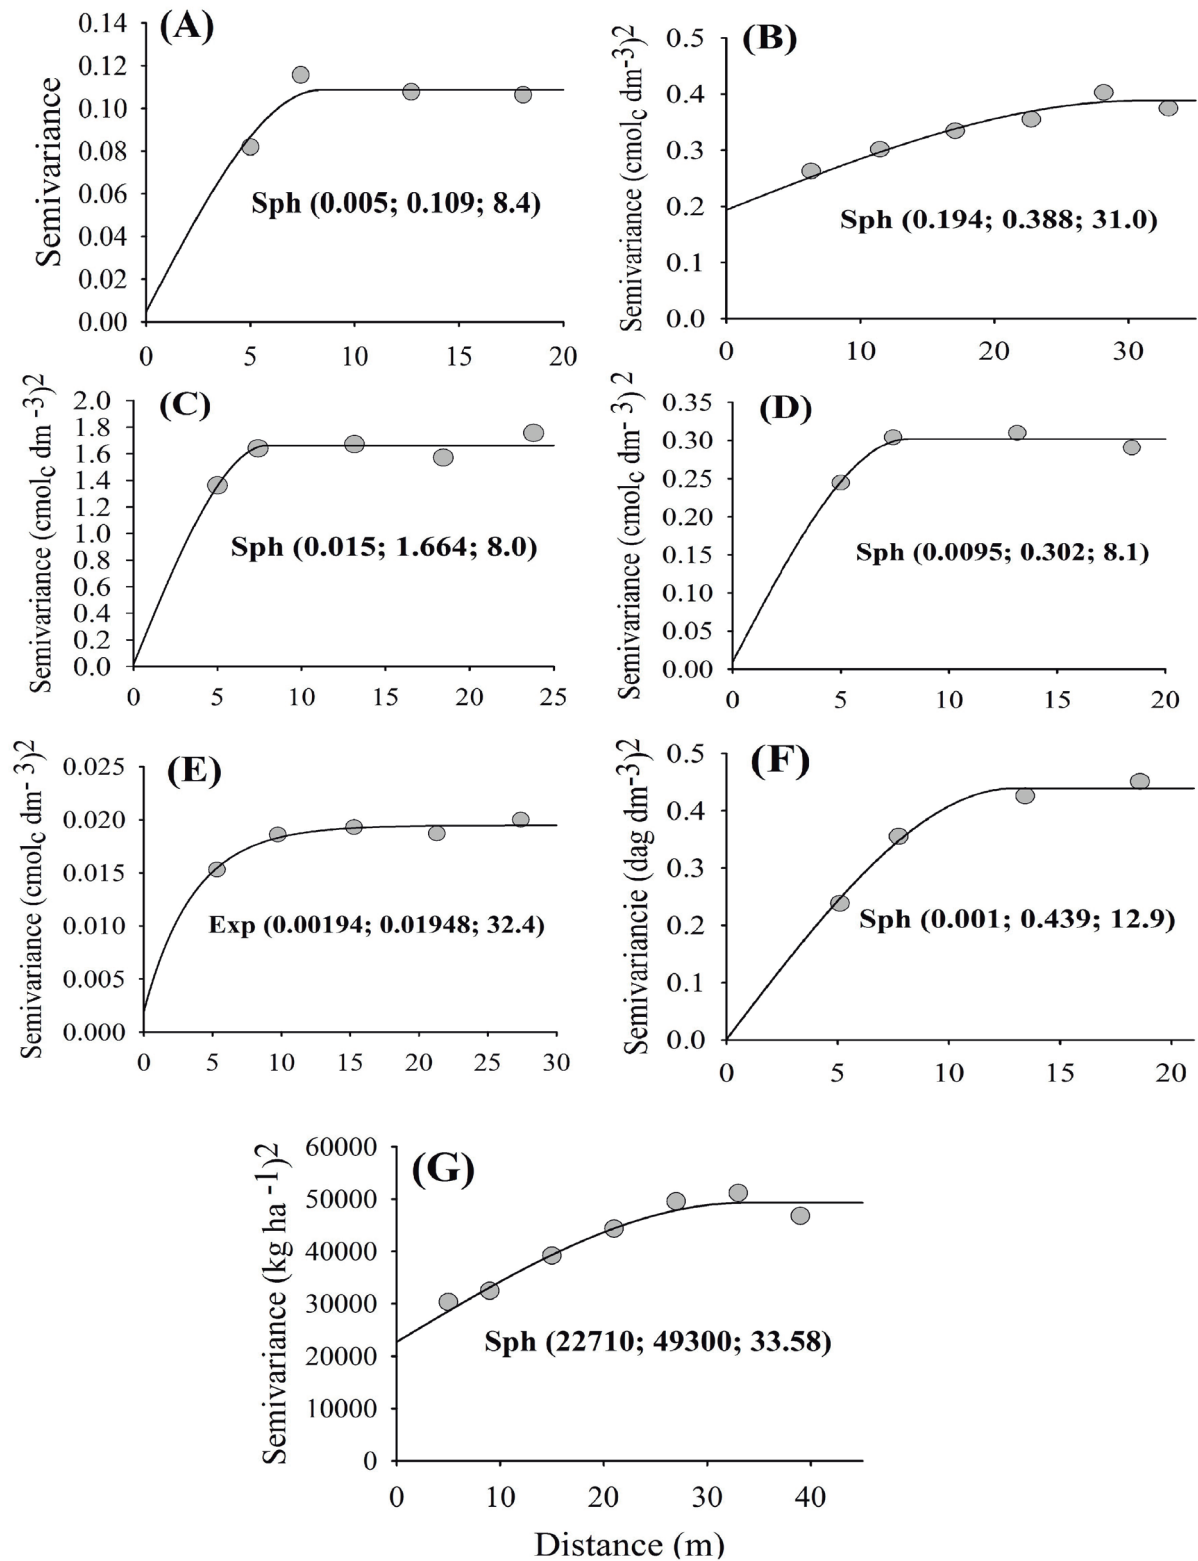 (A)
Semivariance
0.14
0.12
0.10
0.08
0.06
0.04
0.02
0.00
Sph (0.005; 0.109; 8.4)
0 5 10 15 20
(B)
Semivariance (cmolc dm-3)2
0.5
0.4
0.3
0.2
0.1
0.0
Sph (0.194; 0.388; 31.0)
0 10 20 30
(C)
Semivariance (cmolc dm -3)2
2.0
1.8
1.6
1.4
1.2
1.0
0.8
0.6
0.4
0.2
0.0
Sph (0.015; 1.664; 8.0)
0 5 10 15 20 25
(D)
Semivariance (cmolc dm- 3) 2
0.35
0.30
0.25
0.20
0.15
0.10
0.05
0.00
Sph (0.0095; 0.302; 8.1)
0 5 10 15 20
(E)
Semivariance (cmolc dm- 3)2
0.025
0.020
0.015
0.010
0.005
0.000
Exp (0.00194; 0.01948; 32.4)
0 5 10 15 20 25 30
(F)
Semivariancie (dag dm-3)2
0.5
0.4
0.3
0.2
0.1
0.0
Sph (0.001; 0.439; 12.9)
0 5 10 15 20
(G)
Semivariance (kg ha -1)2
60000
50000
40000
30000
20000
10000
0
Sph (22710; 49300; 33.58)
0 10 20 30 40
Distance (m)